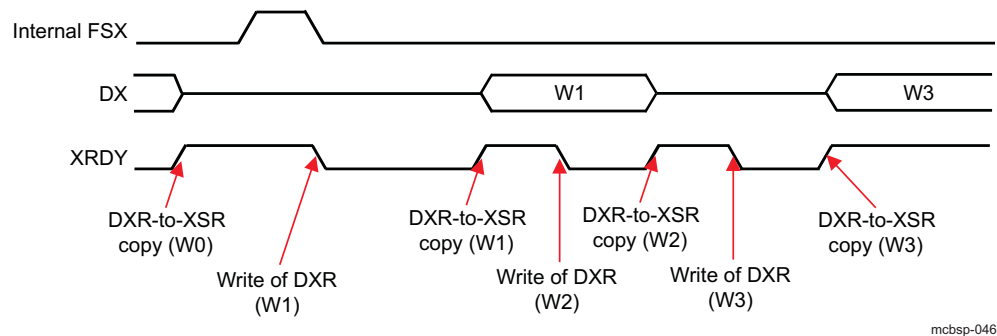 Internal FSX
DX
W1
W3
XRDY
DXR-to-XSR
copy (W0)
Write of DXR
(W1)
DXR-to-XSR
copy (W1)
Write of DXR
(W2)
DXR-to-XSR
copy (W2)
Write of DXR
(W3)
DXR-to-XSR
copy (W3)
mcbsp-046